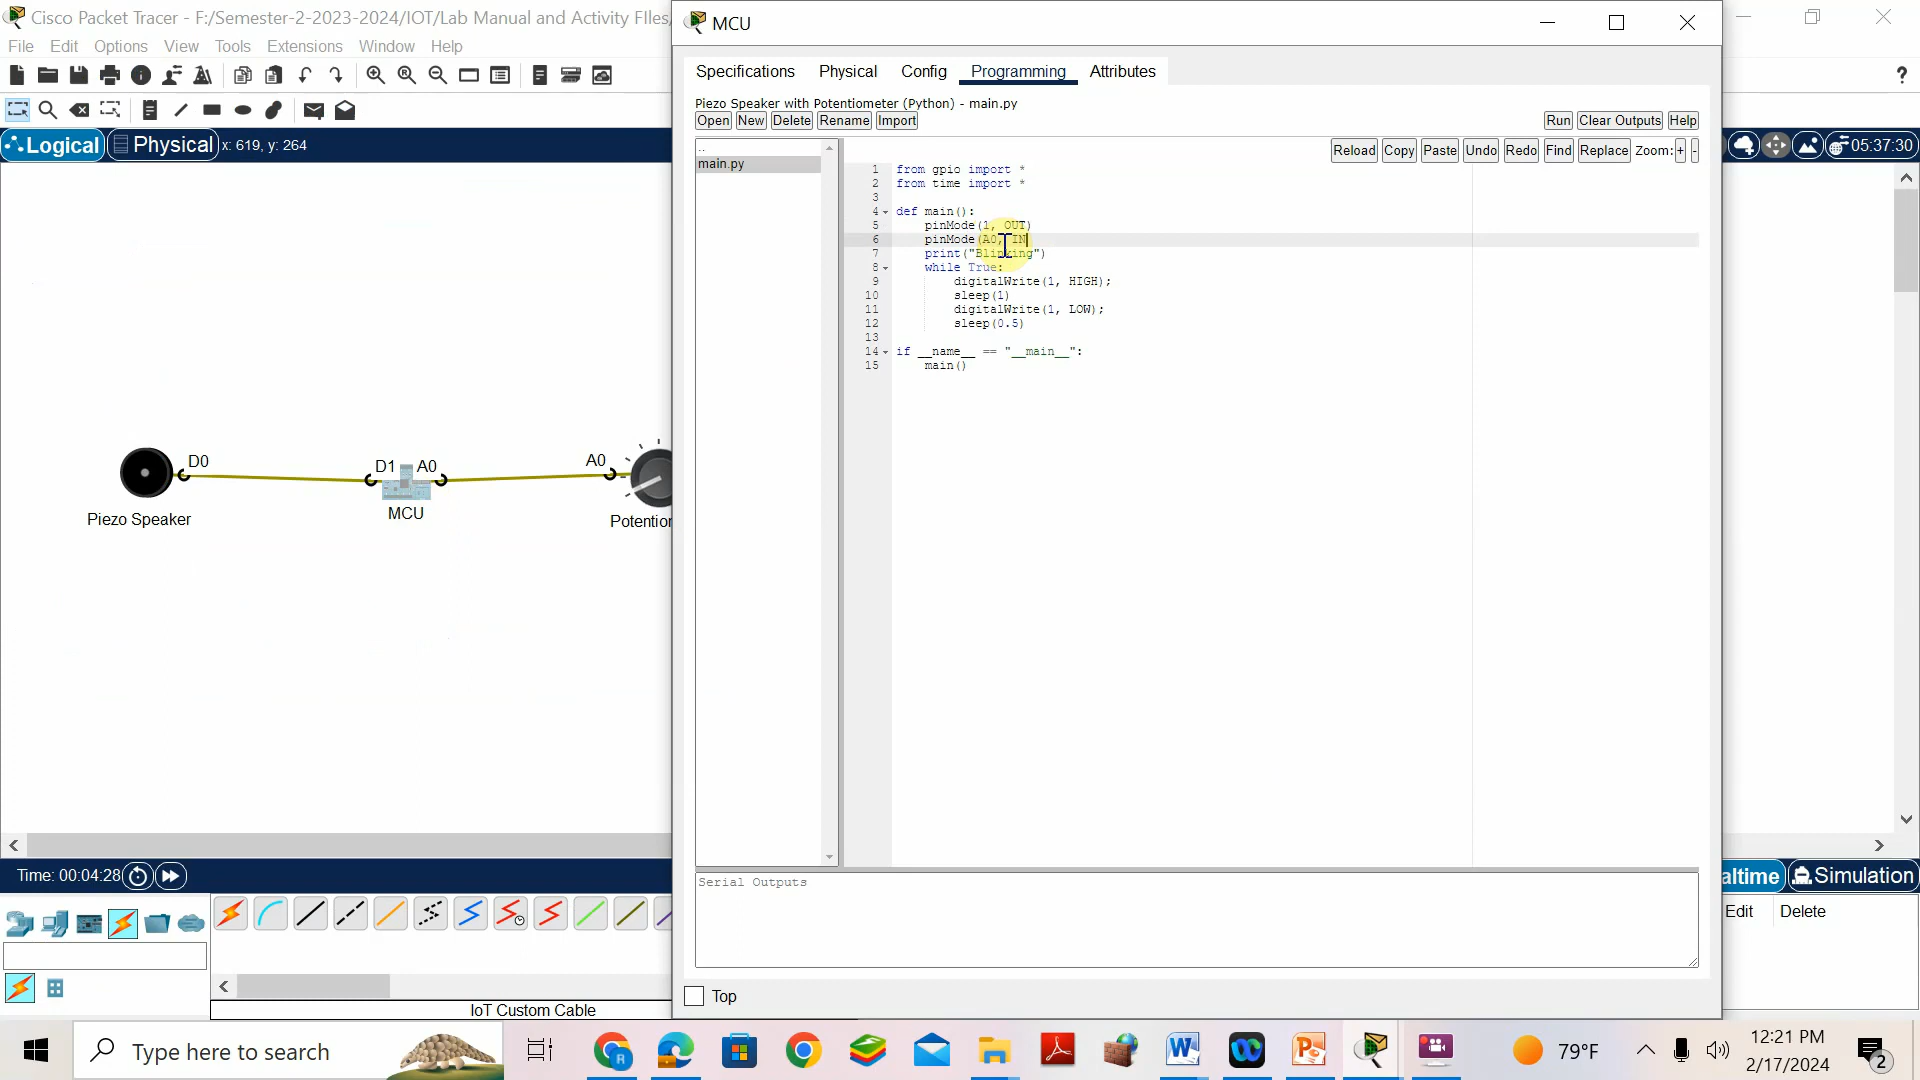 Cisco Packet Tracer - F:/Semester-2-2023-2024/IOT/Lab Manual and Activity FIles/
MCU
File Edit Options View Tools Extensions Window Help
Specifications Physical Config Programming Attributes
?
Piezo Speaker with Potentiometer (Python) - main.py
Open New Delete Rename Import
Run Clear Outputs Help
Logical Physical x: 619, y: 264
05:37:30
..
main.py
Reload Copy Paste Undo Redo Find Replace Zoom: + -
1 from gpio import *
2 from time import *
3
4 def main():
5 pinMode(1, OUT)
6 pinMode(A0, IN
7 print("Blinking")
8 while True:
9 digitalWrite(1, HIGH);
10 sleep(1)
11 digitalWrite(1, LOW);
12 sleep(0.5)
13
14 if __name__ == "__main__":
15 main()
D0
D1 A0
A0
Piezo Speaker
MCU
Potentior
Time: 00:04:28
altime Simulation
Serial Outputs
Edit Delete
Top
IoT Custom Cable
Type here to search
79°F
12:21 PM
2/17/2024
2